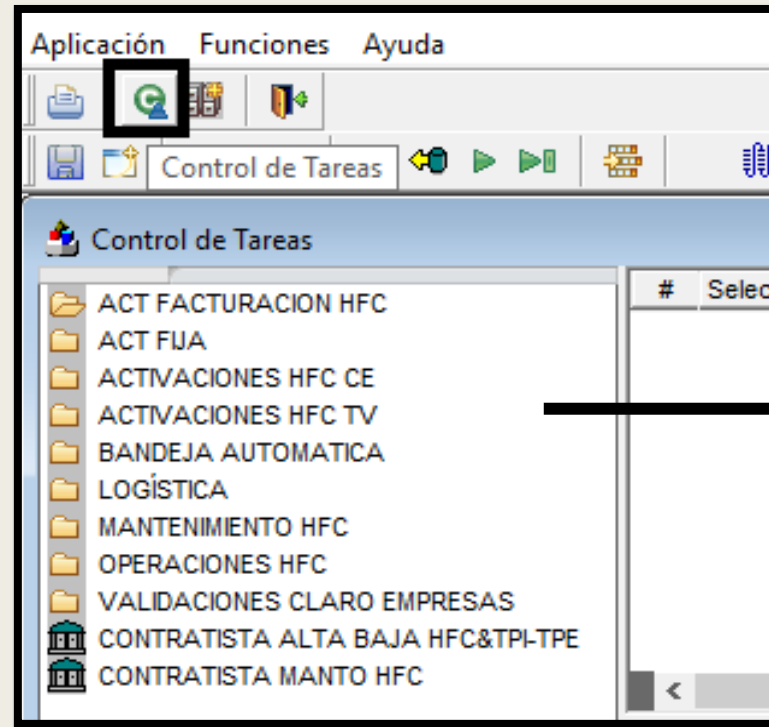 Aplicación Funciones Ayuda
Control de Tareas
Control de Tareas
# Selec
ACT FACTURACION HFC
ACT FIJA
ACTIVACIONES HFC CE
ACTIVACIONES HFC TV
BANDEJA AUTOMATICA
LOGÍSTICA
MANTENIMIENTO HFC
OPERACIONES HFC
VALIDACIONES CLARO EMPRESAS
CONTRATISTA ALTA BAJA HFC&TPI-TPE
CONTRATISTA MANTO HFC